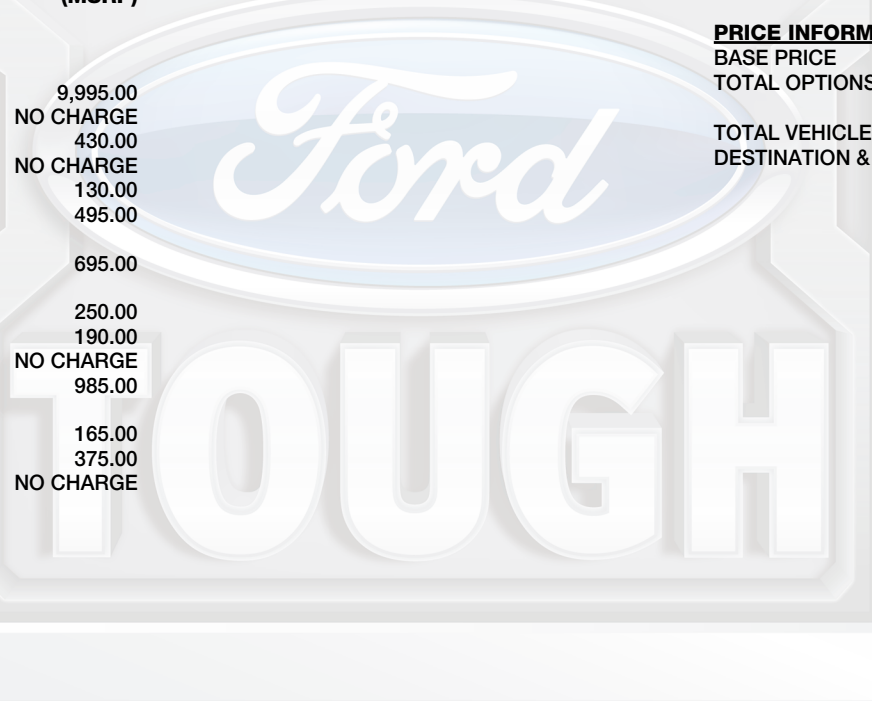 (MSRP)
9,995.00
NO CHARGE
430.00
NO CHARGE
130.00
495.00
695.00
250.00
190.00
NO CHARGE
985.00
165.00
375.00
NO CHARGE
PRICE INFORM
BASE PRICE
TOTAL OPTIONS
TOTAL VEHICLE
DESTINATION &
Ford
TOUGH